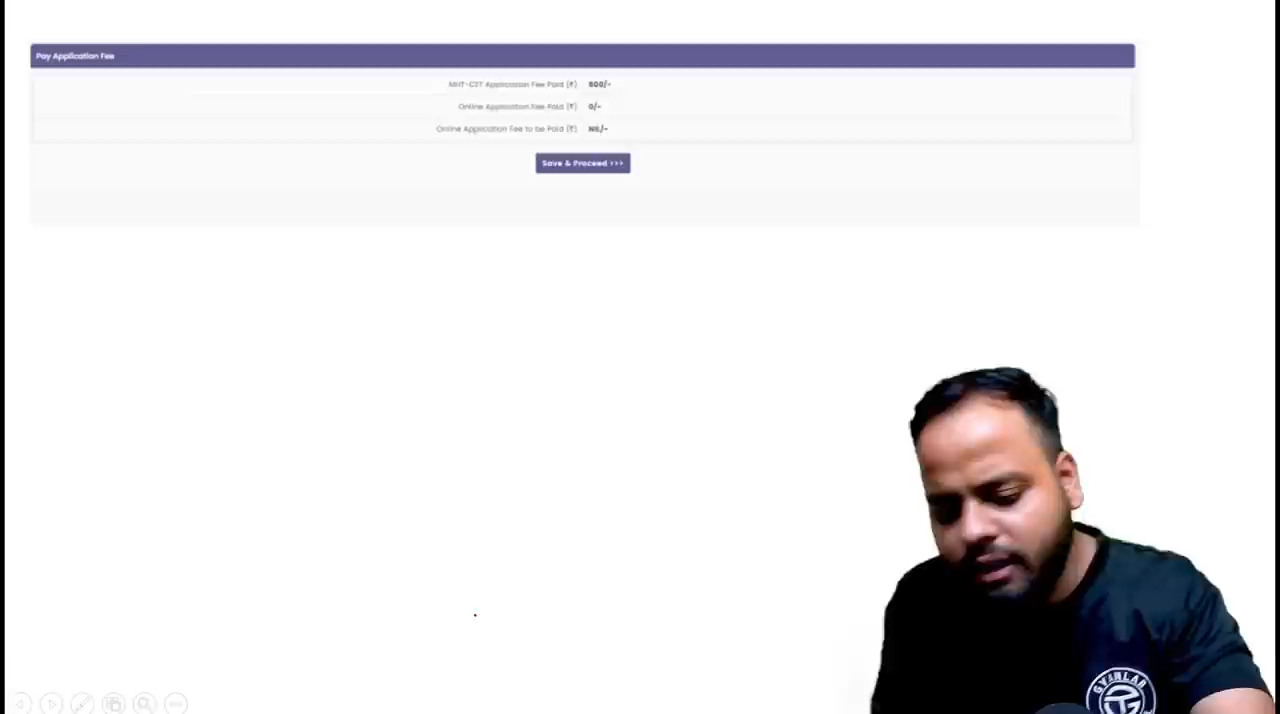 Pay Application Fee
MHT-CET Application Fee Paid (₹) 800/-
Online Application Fee Paid (₹) 0/-
Online Application Fee to be Paid (₹) NIL/-
Save & Proceed >>>
GYANLAB